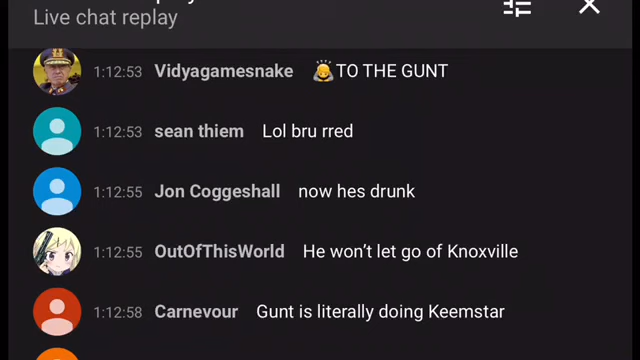 Live chat replay
1:12:53 Vidyagamesnake 🙇TO THE GUNT
1:12:53 sean thiem Lol bru rred
1:12:55 Jon Coggeshall now hes drunk
1:12:55 OutOfThisWorld He won't let go of Knoxville
1:12:58 Carnevour Gunt is literally doing Keemstar